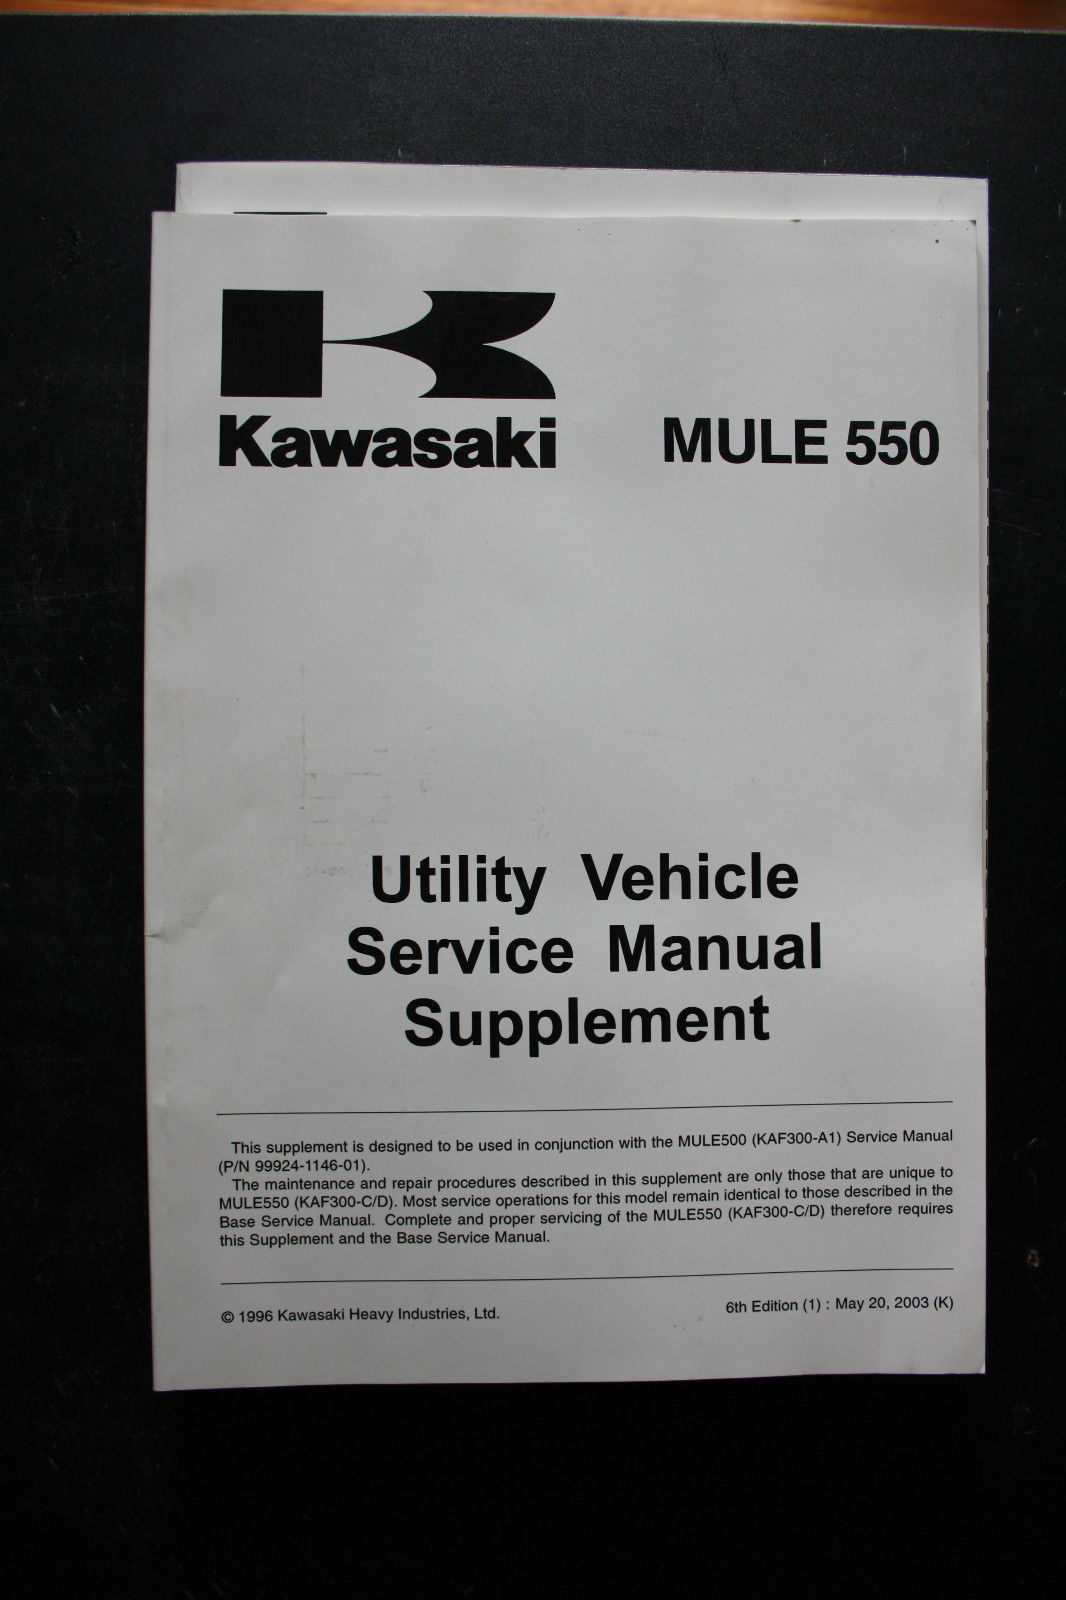 Kawasaki
MULE 550
Utility Vehicle
Service Manual
Supplement
This supplement is designed to be used in conjunction with the MULE500 (KAF300-A1) Service Manual
(P/N 99924-1146-01).
The maintenance and repair procedures described in this supplement are only those that are unique to
MULE550 (KAF300-C/D). Most service operations for this model remain identical to those described in the
Base Service Manual. Complete and proper servicing of the MULE550 (KAF300-C/D) therefore requires
this Supplement and the Base Service Manual.
© 1996 Kawasaki Heavy Industries, Ltd.
6th Edition (1) : May 20, 2003 (K)